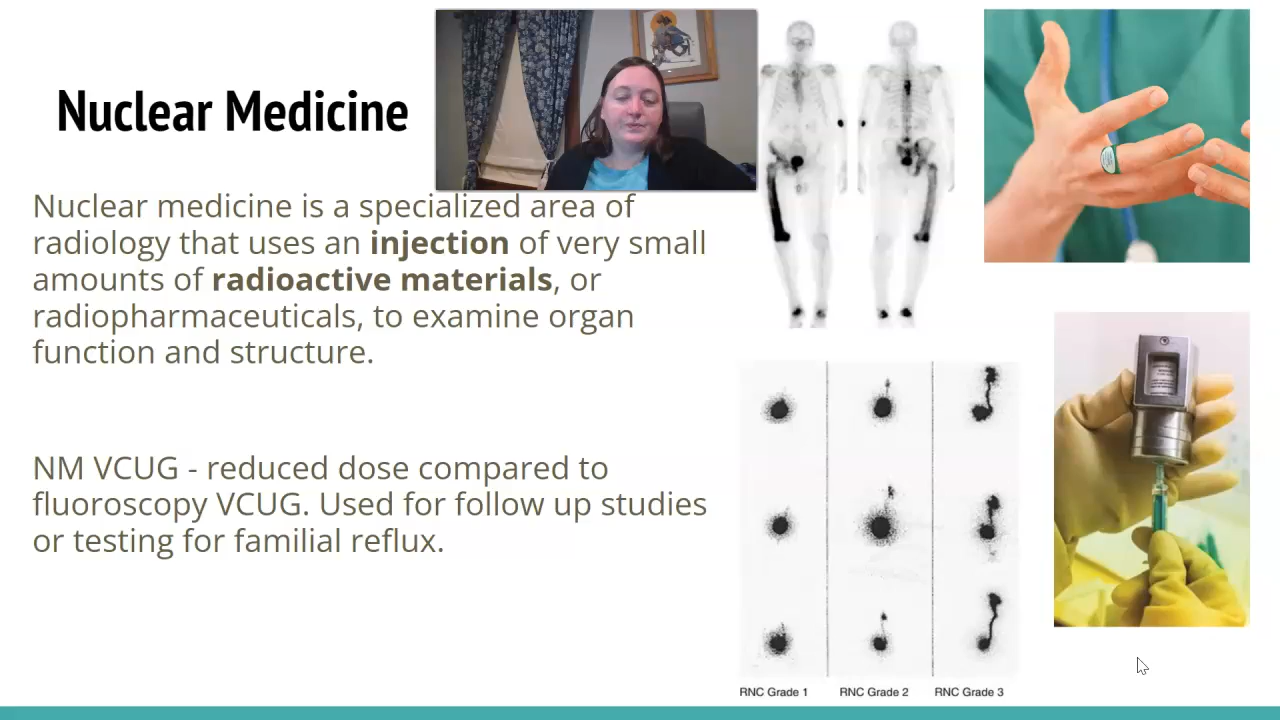 Nuclear Medicine
Nuclear medicine is a specialized area of
radiology that uses an injection of very small
amounts of radioactive materials, or
radiopharmaceuticals, to examine organ
function and structure.
NM VCUG - reduced dose compared to
fluoroscopy VCUG. Used for follow up studies
or testing for familial reflux.
RNC Grade 1
RNC Grade 2
RNC Grade 3